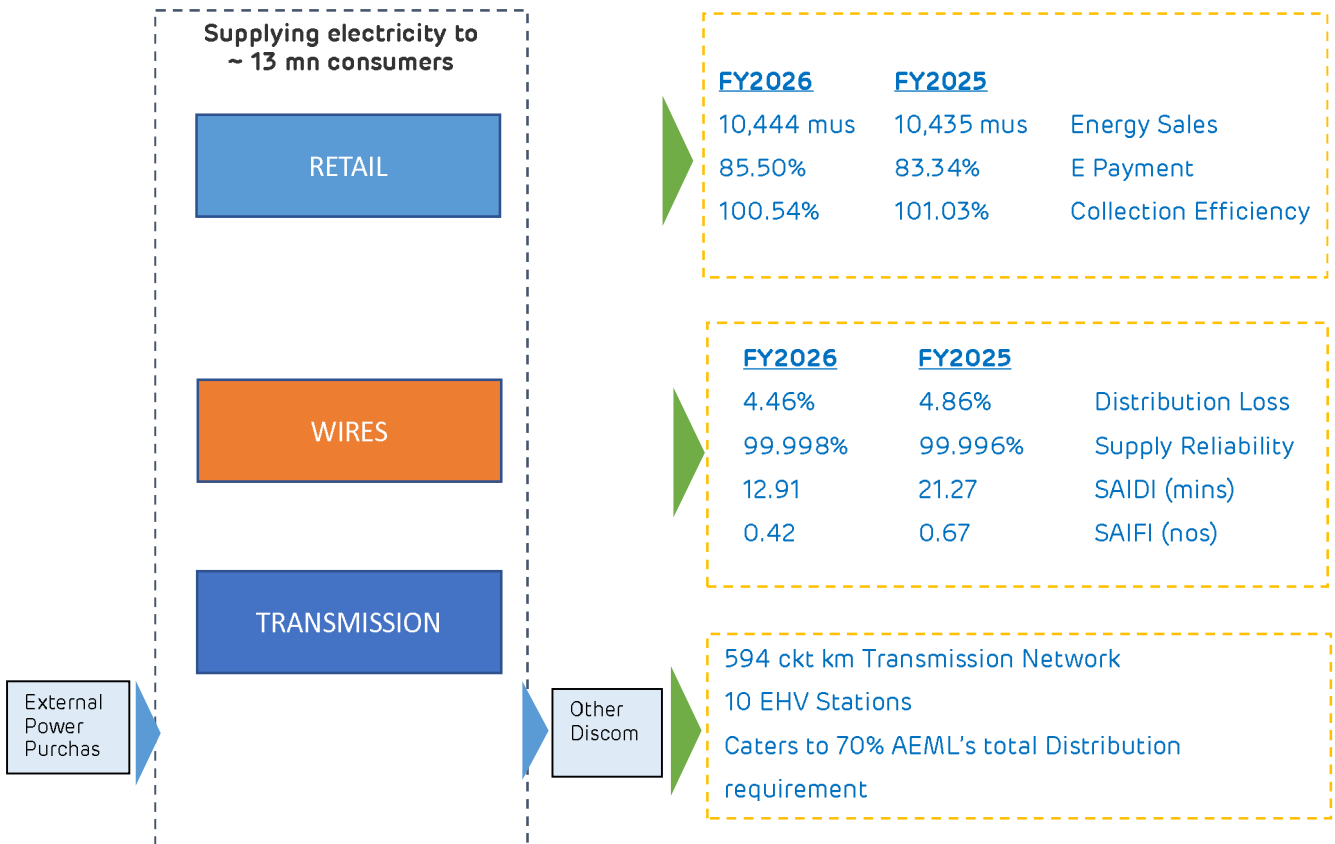 Supplying electricity to
~ 13 mn consumers
RETAIL
WIRES
TRANSMISSION
External
Power
Purchas
Other
Discom
FY2026 FY2025
10,444 mus 10,435 mus Energy Sales
85.50% 83.34% E Payment
100.54% 101.03% Collection Efficiency
FY2026 FY2025
4.46% 4.86% Distribution Loss
99.998% 99.996% Supply Reliability
12.91 21.27 SAIDI (mins)
0.42 0.67 SAIFI (nos)
594 ckt km Transmission Network
10 EHV Stations
Caters to 70% AEML's total Distribution
requirement